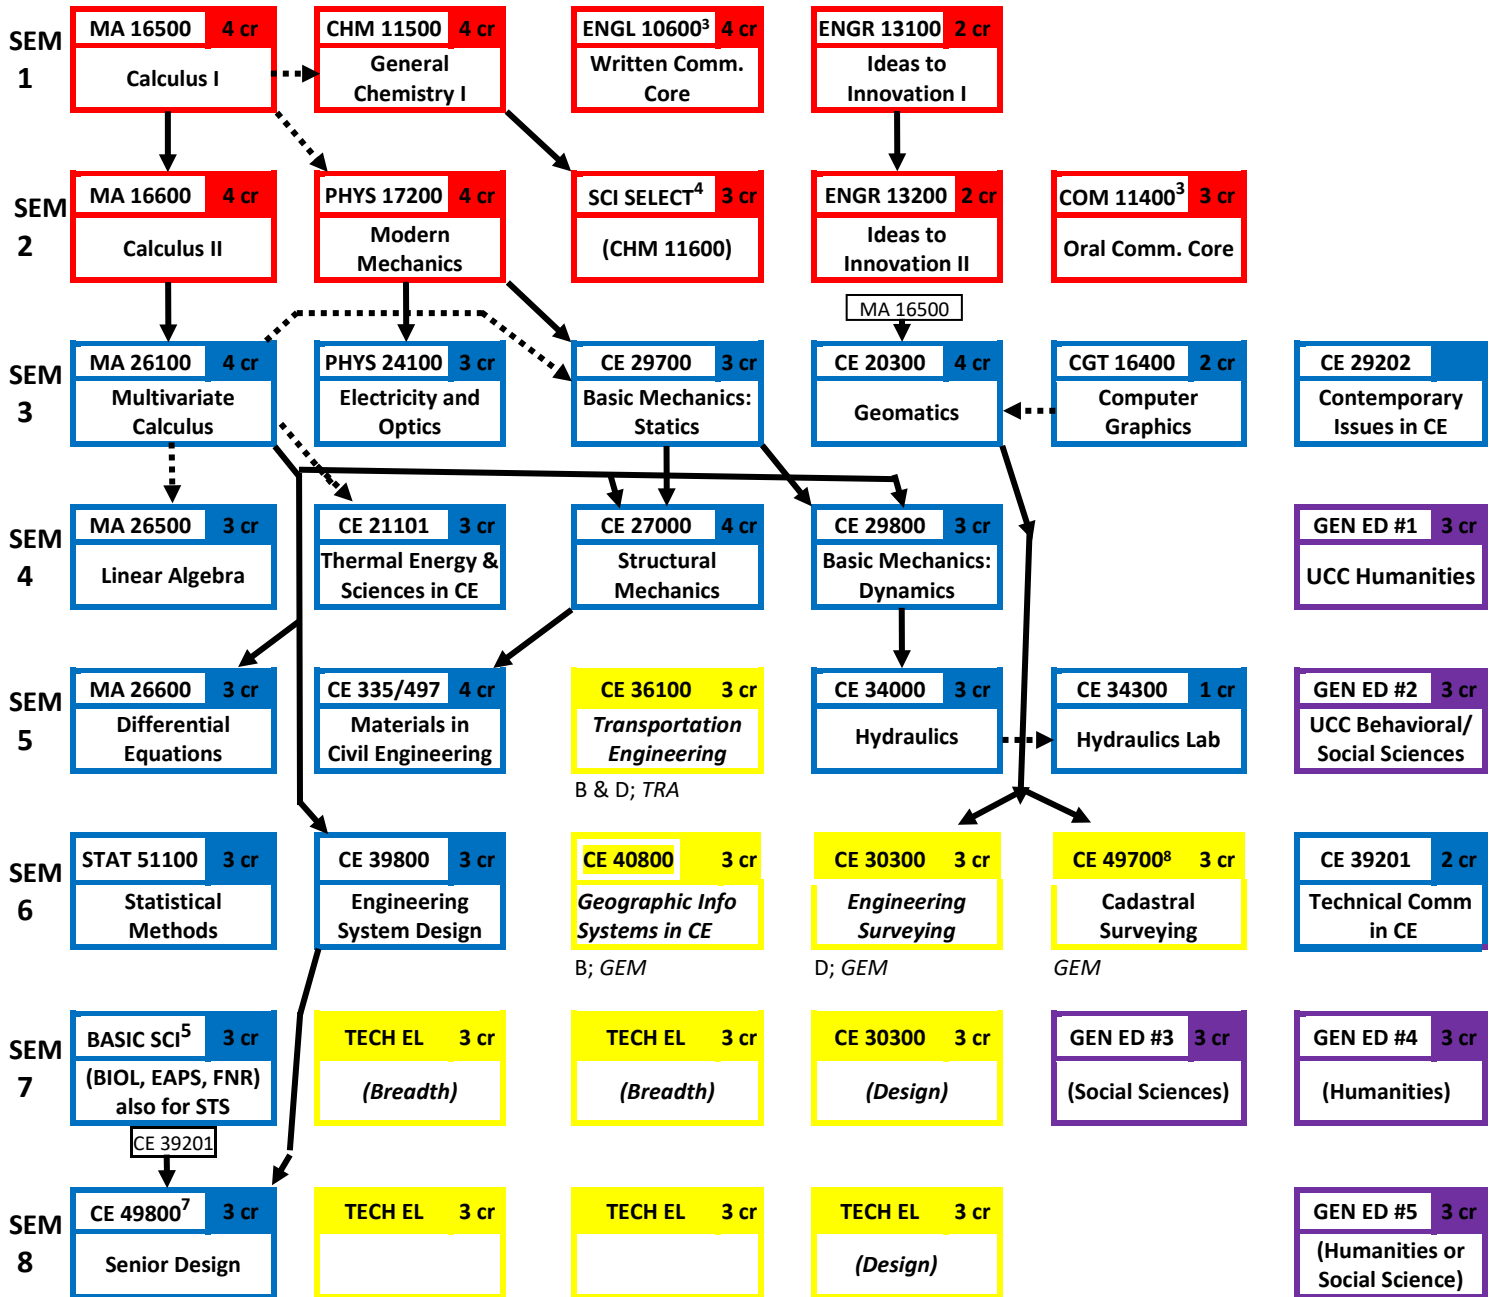 SEM
1
MA 16500 4 cr
Calculus I
CHM 11500 4 cr
General
Chemistry I
ENGL 10600³ 4 cr
Written Comm.
Core
ENGR 13100 2 cr
Ideas to
Innovation I
SEM
2
MA 16600 4 cr
Calculus II
PHYS 17200 4 cr
Modern
Mechanics
SCI SELECT⁴ 3 cr
(CHM 11600)
ENGR 13200 2 cr
Ideas to
Innovation II
COM 11400³ 3 cr
Oral Comm. Core
MA 16500
SEM
3
MA 26100 4 cr
Multivariate
Calculus
PHYS 24100 3 cr
Electricity and
Optics
CE 29700 3 cr
Basic Mechanics:
Statics
CE 20300 4 cr
Geomatics
CGT 16400 2 cr
Computer
Graphics
CE 29202
Contemporary
Issues in CE
SEM
4
MA 26500 3 cr
Linear Algebra
CE 21101 3 cr
Thermal Energy &
Sciences in CE
CE 27000 4 cr
Structural
Mechanics
CE 29800 3 cr
Basic Mechanics:
Dynamics
GEN ED #1 3 cr
UCC Humanities
SEM
5
MA 26600 3 cr
Differential
Equations
CE 335/497 4 cr
Materials in
Civil Engineering
CE 36100 3 cr
Transportation
Engineering
B & D; TRA
CE 34000 3 cr
Hydraulics
CE 34300 1 cr
Hydraulics Lab
GEN ED #2 3 cr
UCC Behavioral/
Social Sciences
SEM
6
STAT 51100 3 cr
Statistical
Methods
CE 39800 3 cr
Engineering
System Design
CE 40800 3 cr
Geographic Info
Systems in CE
B; GEM
CE 30300 3 cr
Engineering
Surveying
D; GEM
CE 49700⁸ 3 cr
Cadastral
Surveying
GEM
CE 39201 2 cr
Technical Comm
in CE
SEM
7
BASIC SCI⁵ 3 cr
(BIOL, EAPS, FNR)
also for STS
TECH EL 3 cr
(Breadth)
TECH EL 3 cr
(Breadth)
CE 30300 3 cr
(Design)
GEN ED #3 3 cr
(Social Sciences)
GEN ED #4 3 cr
(Humanities)
CE 39201
SEM
8
CE 49800⁷ 3 cr
Senior Design
TECH EL 3 cr
TECH EL 3 cr
TECH EL 3 cr
(Design)
GEN ED #5 3 cr
(Humanities or
Social Science)